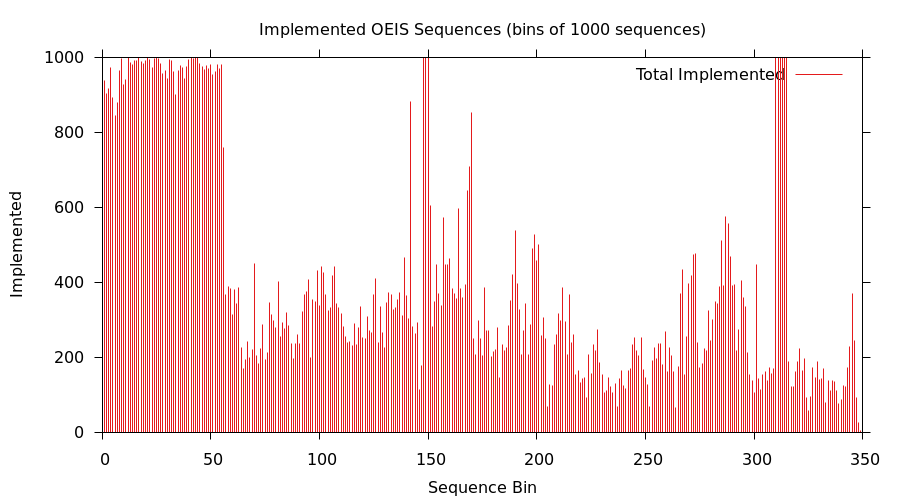 Implemented OEIS Sequences (bins of 1000 sequences)
Total Implemented
1000
800
600
400
200
0
Implemented
0 50 100 150 200 250 300 350
Sequence Bin